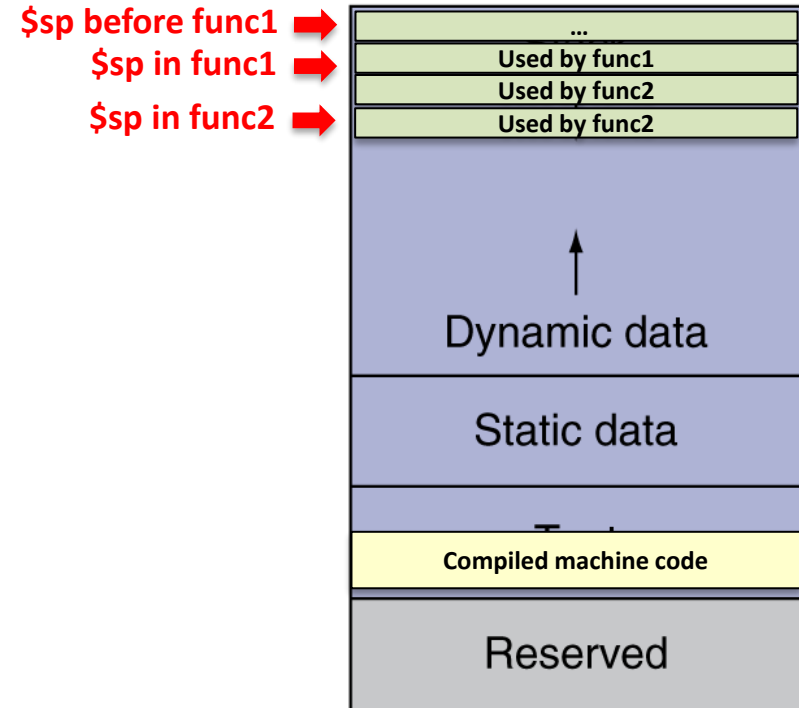 $sp before func1
...
$sp in func1
Used by func1
Used by func2
$sp in func2
Used by func2
Dynamic data
Static data
Compiled machine code
Reserved